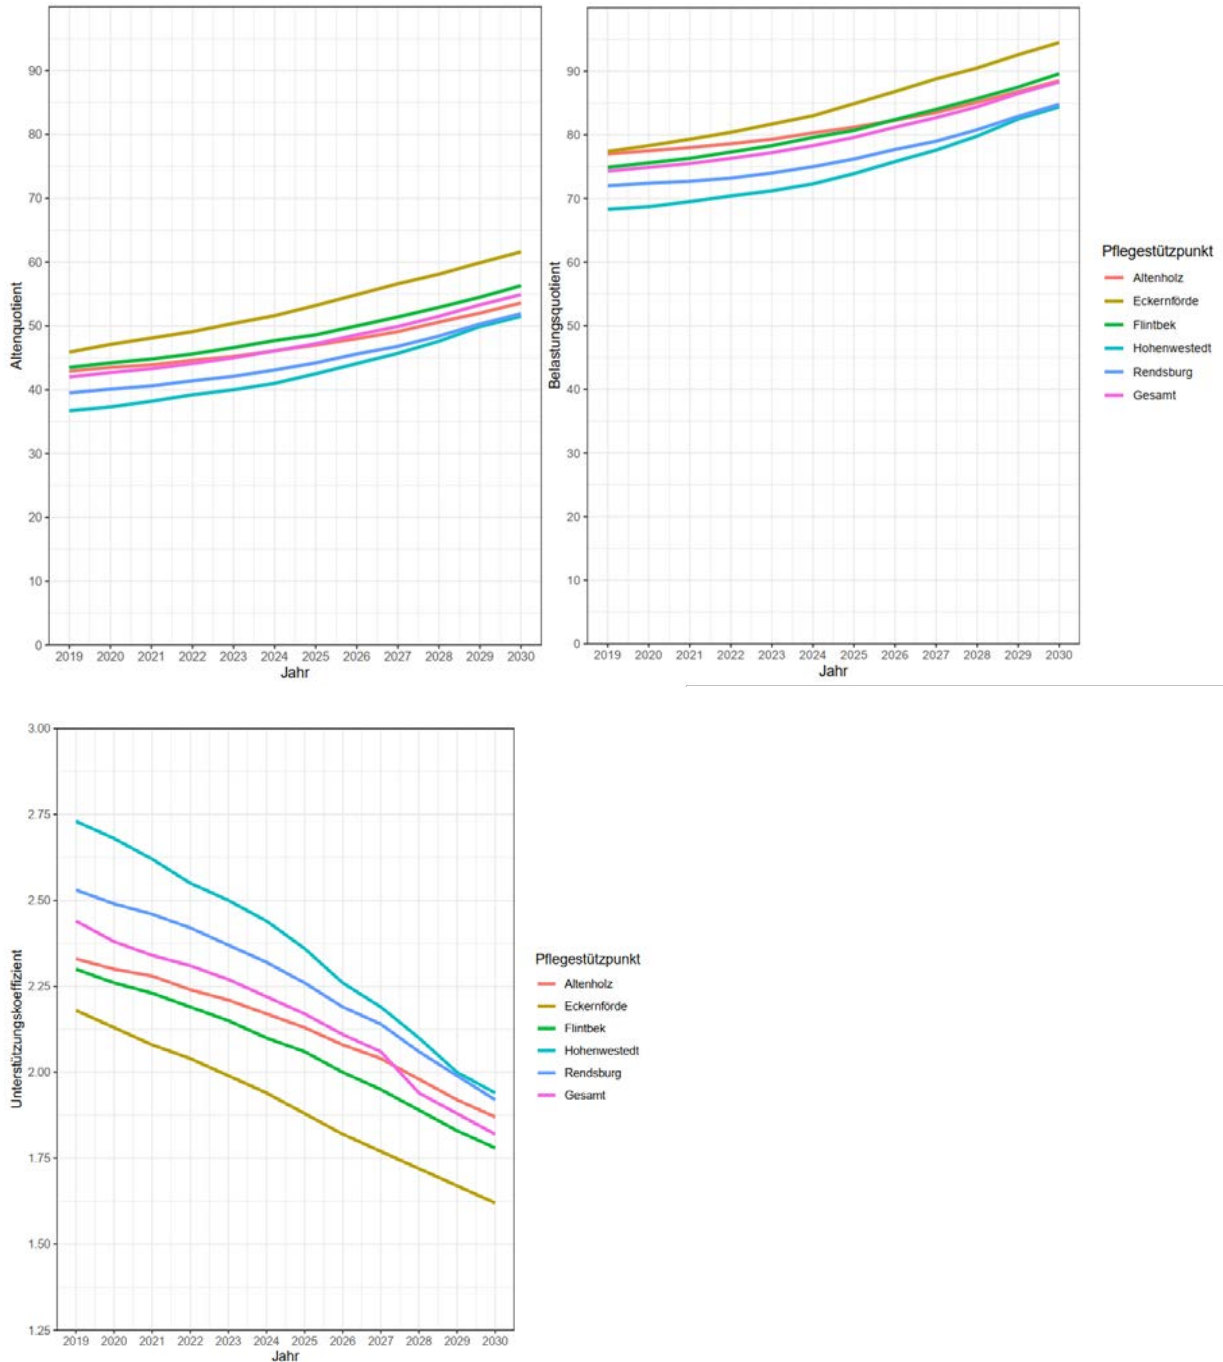 90
80
70
60
50
40
30
20
10
0
Altenquotient
2019 2020 2021 2022 2023 2024 2025 2026 2027 2028 2029 2030
Jahr
90
80
70
60
50
40
30
20
10
0
Belastungsquotient
2019 2020 2021 2022 2023 2024 2025 2026 2027 2028 2029 2030
Jahr
Pflegestützpunkt
Altenholz
Eckernförde
Flintbek
Hohenwestedt
Rendsburg
Gesamt
3.00
2.75
2.50
2.25
2.00
1.75
1.50
1.25
Unterstützungskoeffizient
2019 2020 2021 2022 2023 2024 2025 2026 2027 2028 2029 2030
Jahr
Pflegestützpunkt
Altenholz
Eckernförde
Flintbek
Hohenwestedt
Rendsburg
Gesamt